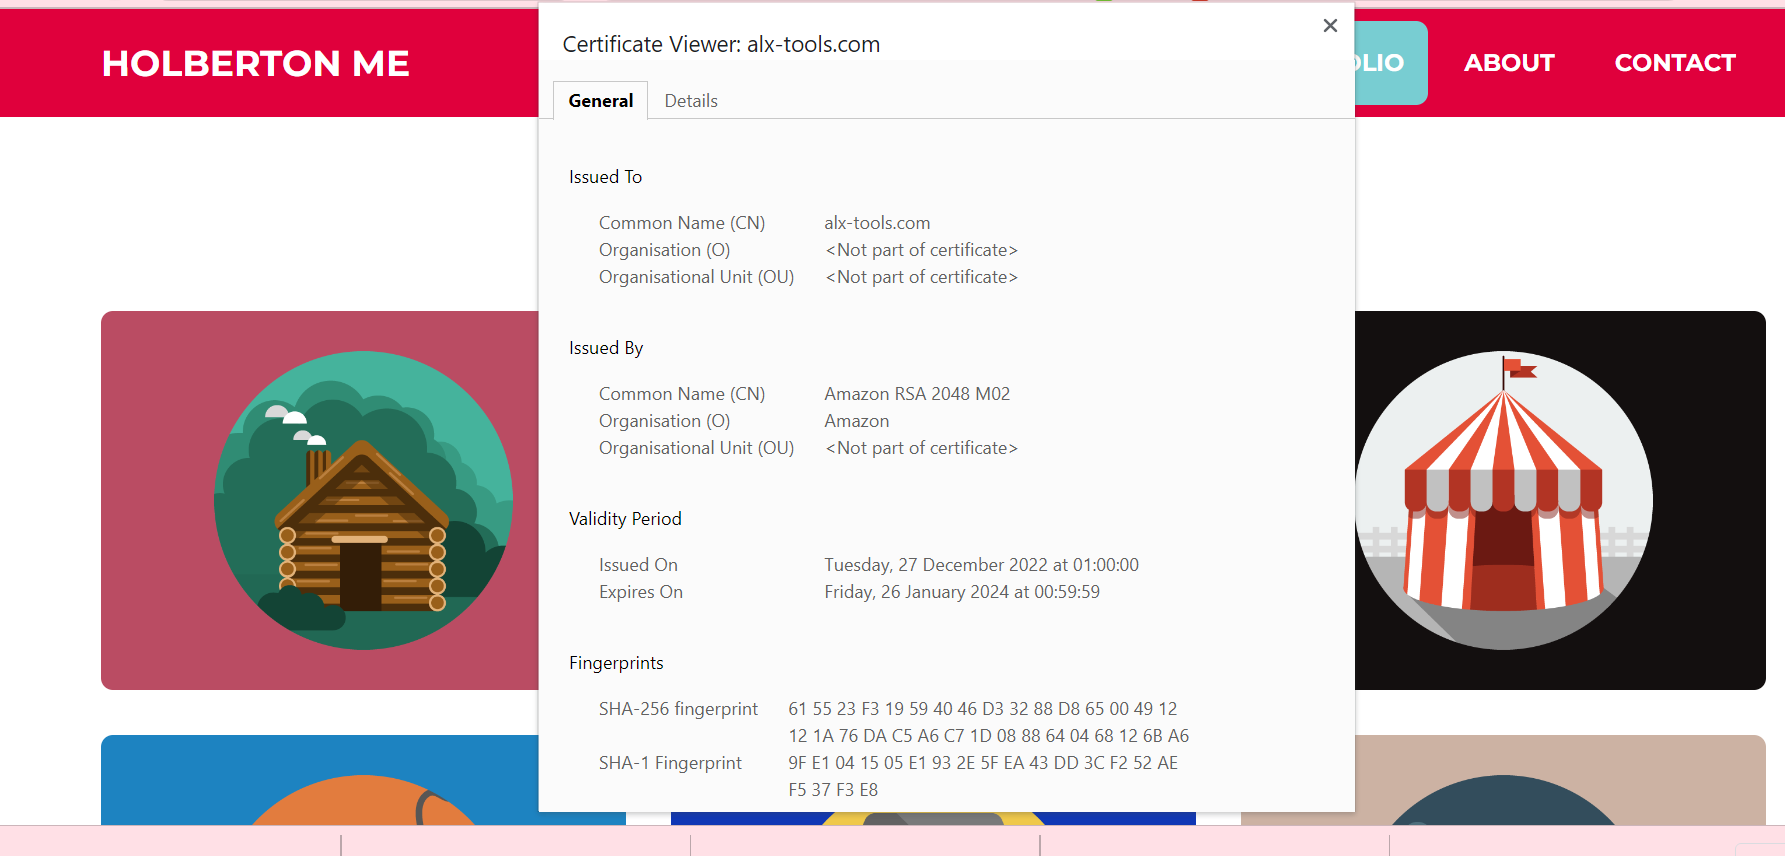 HOLBERTON ME
OLIO
ABOUT
CONTACT
Certificate Viewer: alx-tools.com
General
Details
Issued To
Common Name (CN) alx-tools.com
Organisation (O) <Not part of certificate>
Organisational Unit (OU) <Not part of certificate>
Issued By
Common Name (CN) Amazon RSA 2048 M02
Organisation (O) Amazon
Organisational Unit (OU) <Not part of certificate>
Validity Period
Issued On Tuesday, 27 December 2022 at 01:00:00
Expires On Friday, 26 January 2024 at 00:59:59
Fingerprints
SHA-256 fingerprint 61 55 23 F3 19 59 40 46 D3 32 88 D8 65 00 49 12
12 1A 76 DA C5 A6 C7 1D 08 88 64 04 68 12 6B A6
SHA-1 Fingerprint 9F E1 04 15 05 E1 93 2E 5F EA 43 DD 3C F2 52 AE
F5 37 F3 E8